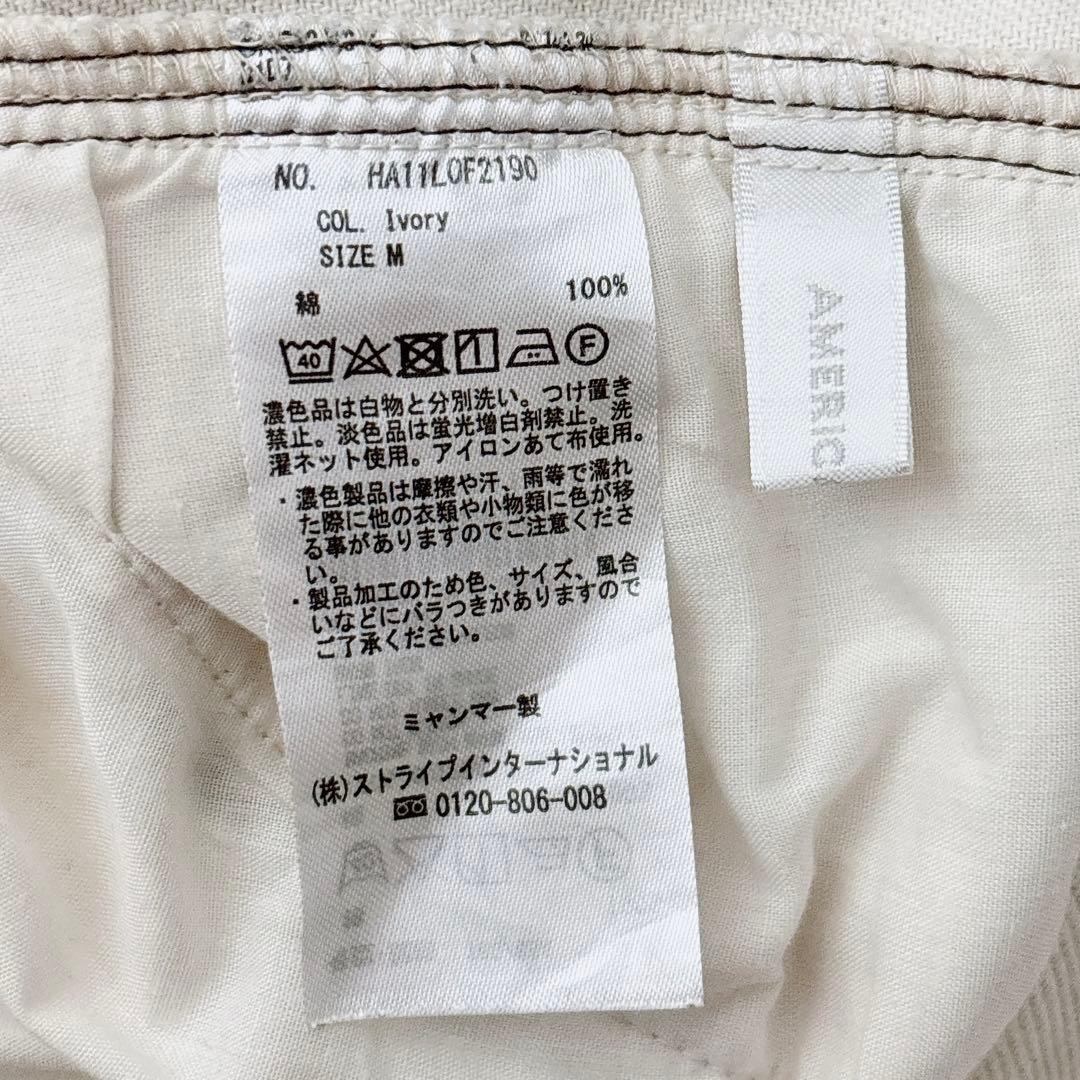 NO. HA11L0F2190
COL. Ivory
SIZE M
綿 100%
40
F
濃色品は白物と分別洗い。つけ置き
禁止。淡色品は蛍光増白剤禁止。洗
濯ネット使用。アイロンあて布使用。
・濃色製品は摩擦や汗、雨等で濡れ
た際に他の衣類や小物類に色が移
る事がありますのでご注意くださ
い。
・製品加工のため色、サイズ、風合
いなどにバラつきがありますので
ご了承ください。
ミャンマー製
(株)ストライプインターナショナル
0120-806-008
AMERIC